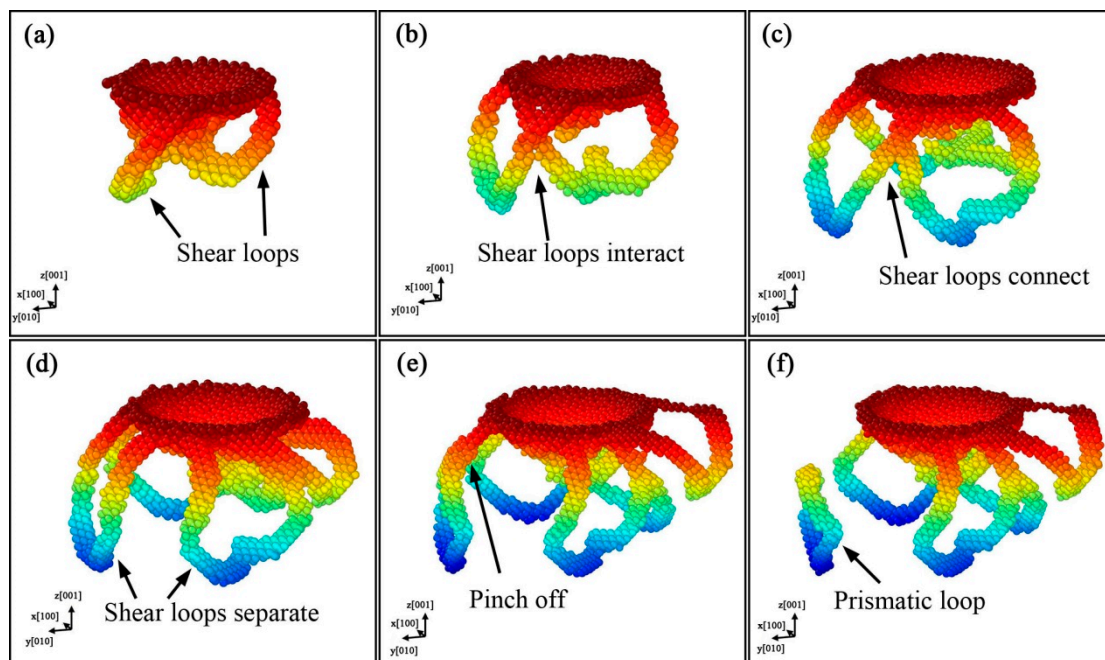 (a)
Shear loops
z[001]
x[100]
y[010]
(b)
Shear loops interact
z[001]
x[100]
y[010]
(c)
Shear loops connect
z[001]
x[100]
y[010]
(d)
Shear loops separate
z[001]
x[100]
y[010]
(e)
Pinch off
z[001]
x[100]
y[010]
(f)
Prismatic loop
z[001]
x[100]
y[010]